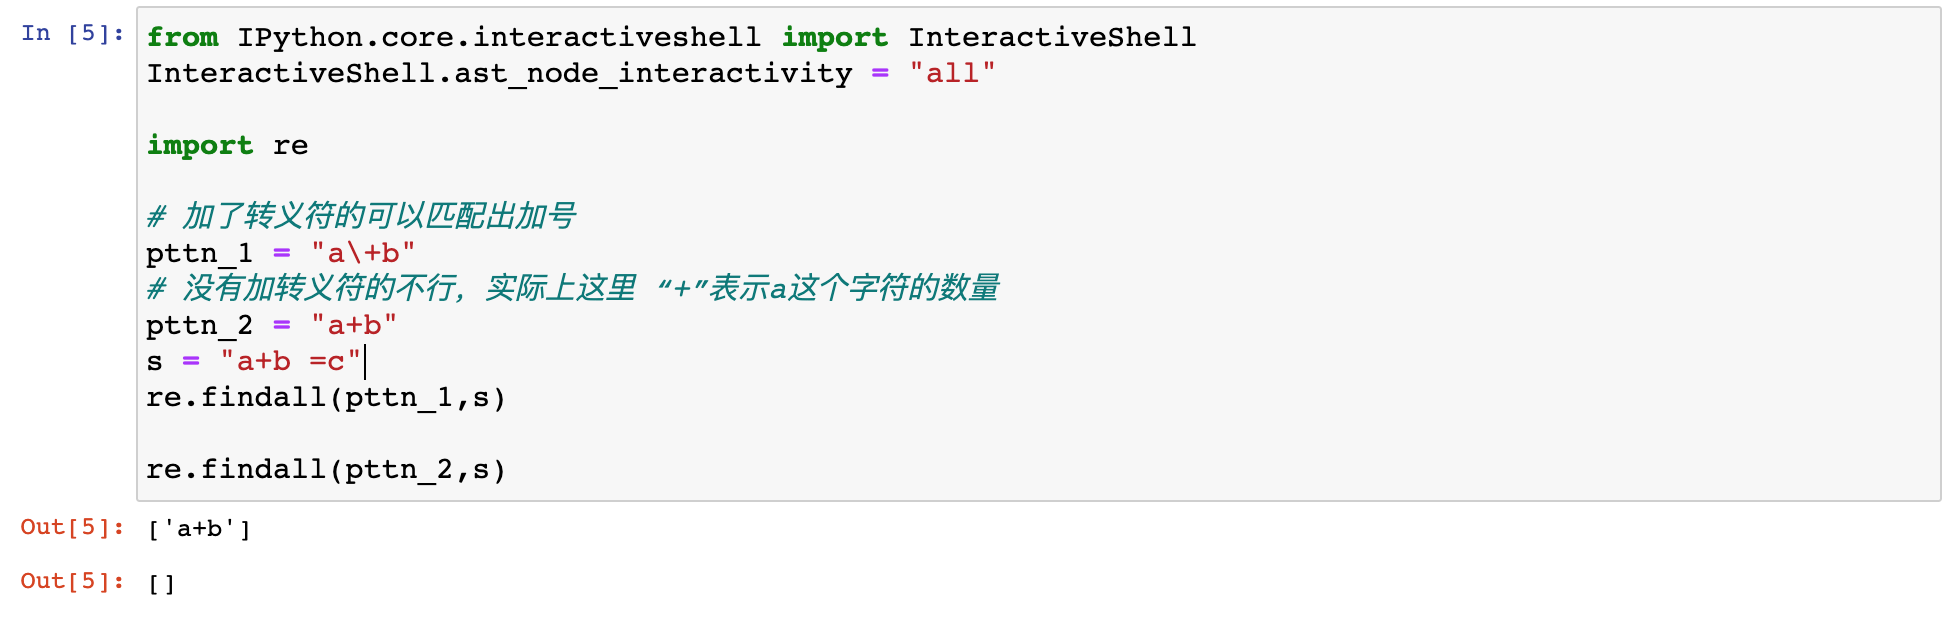 In [5]: from IPython.core.interactiveshell import InteractiveShell
InteractiveShell.ast_node_interactivity = "all"
import re
# 加了转义符的可以匹配出加号
pttn_1 = "a\+b"
# 没有加转义符的不行，实际上这里 “+”表示a这个字符的数量
pttn_2 = "a+b"
s = "a+b =c"
re.findall(pttn_1,s)
re.findall(pttn_2,s)
Out[5]: ['a+b']
Out[5]: []